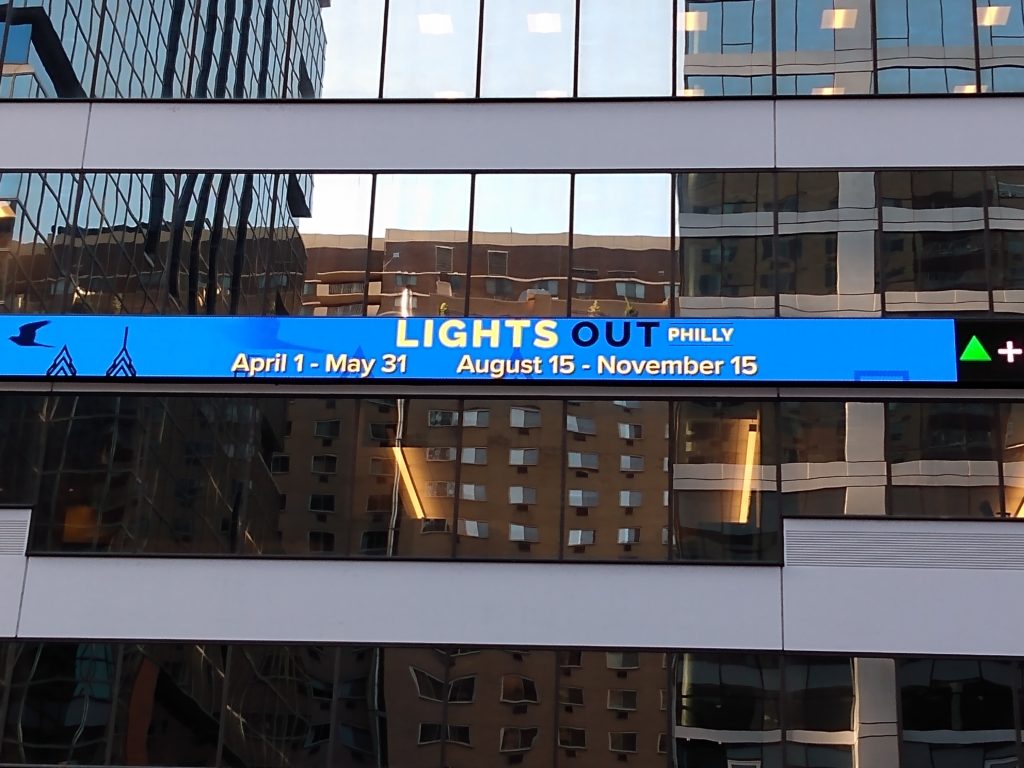 LIGHTS OUT PHILLY
April 1 - May 31 August 15 - November 15
+